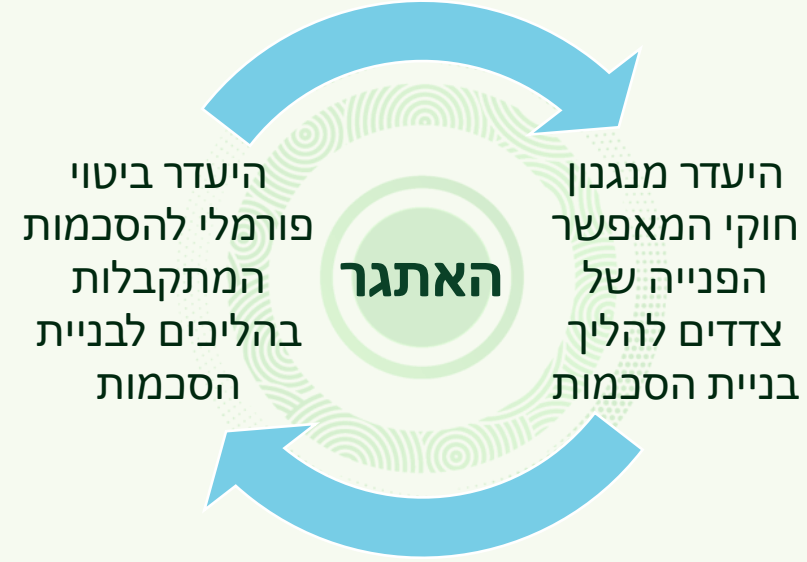 היעדר מנגנון
חוקי המאפשר
הפנייה של
צדדים להליך
בניית הסכמות
האתגר
היעדר ביטוי
פורמלי להסכמות
המתקבלות
בהליכים לבניית
הסכמות